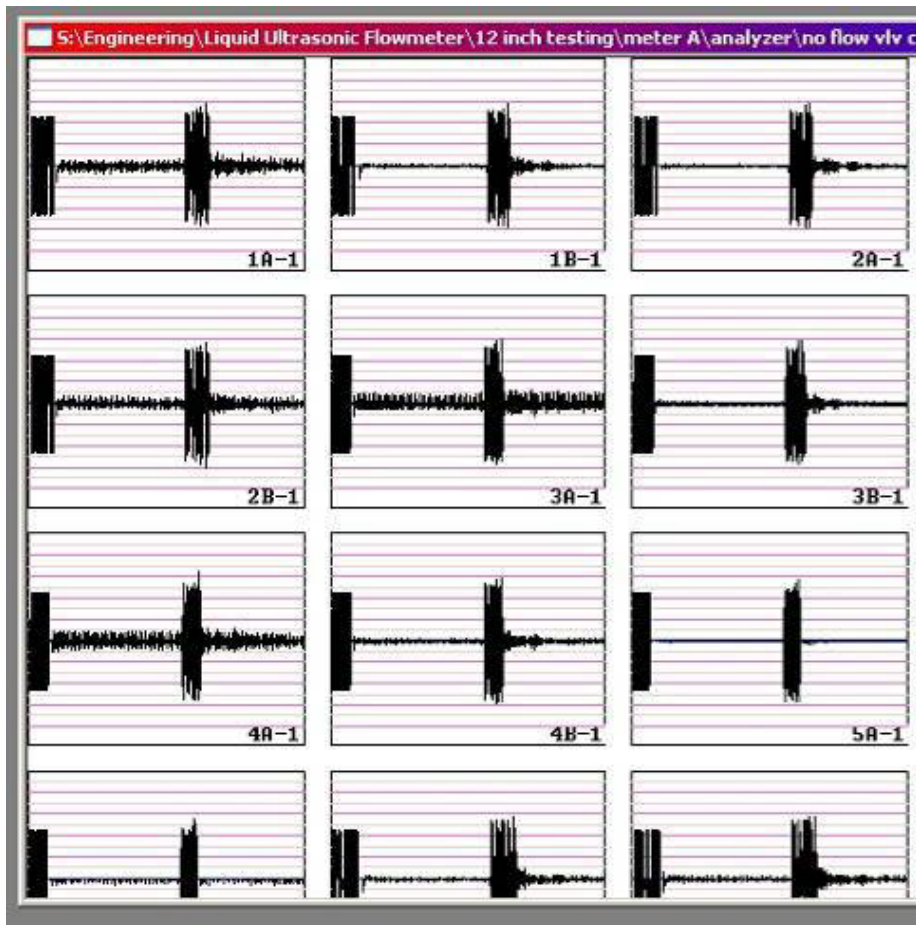 S:\Engineering\Liquid Ultrasonic Flowmeter\12 inch testing\meter A\analyzer\no flow vlv
1A-1
1B-1
2A-1
2B-1
3A-1
3B-1
4A-1
4B-1
5A-1